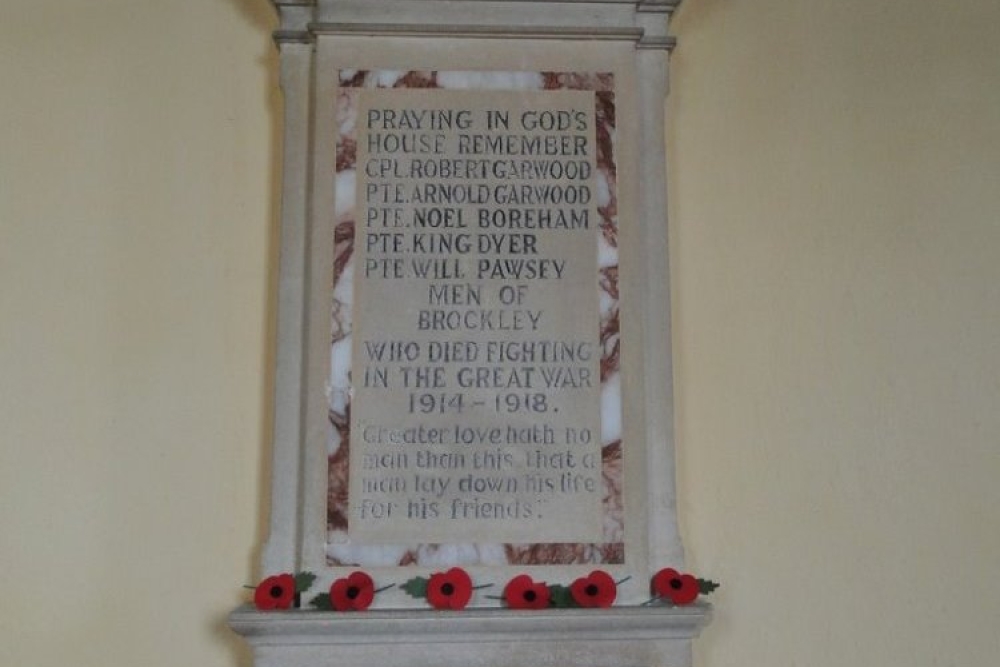 PRAYING IN GOD'S
HOUSE REMEMBER
CPL. ROBERT GARWOOD
PTE. ARNOLD GARWOOD
PTE. NOEL BOREHAM
PTE. KING DYER
PTE. WILL PAWSEY
MEN OF
BROCKLEY
WHO DIED FIGHTING
IN THE GREAT WAR
1914-1918.
"Greater love hath no
man than this, that a
man lay down his life
for his friends."